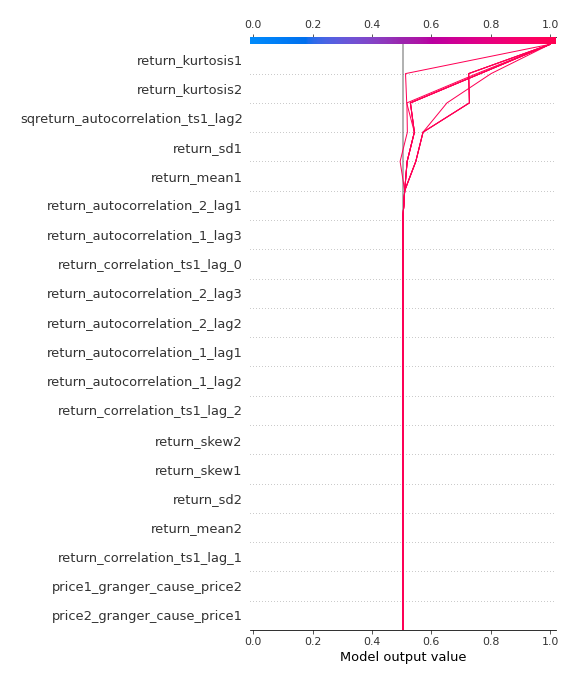 0.0 0.2 0.4 0.6 0.8 1.0
return_kurtosis1
return_kurtosis2
sqreturn_autocorrelation_ts1_lag2
return_sd1
return_mean1
return_autocorrelation_2_lag1
return_autocorrelation_1_lag3
return_correlation_ts1_lag_0
return_autocorrelation_2_lag3
return_autocorrelation_2_lag2
return_autocorrelation_1_lag1
return_autocorrelation_1_lag2
return_correlation_ts1_lag_2
return_skew2
return_skew1
return_sd2
return_mean2
return_correlation_ts1_lag_1
price1_granger_cause_price2
price2_granger_cause_price1
0.0 0.2 0.4 0.6 0.8 1.0
Model output value